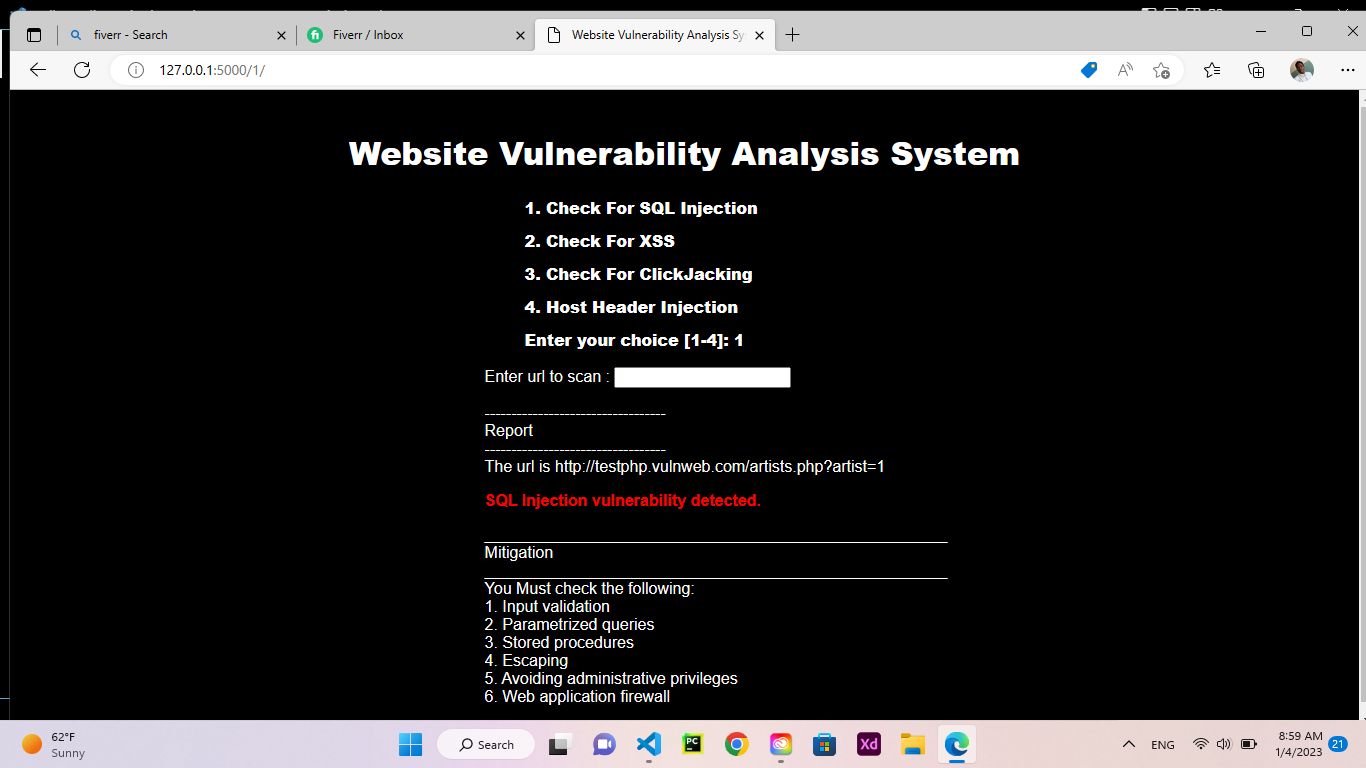 fiverr - Search
Fiverr / Inbox
Website Vulnerability Analysis Sy
127.0.0.1:5000/1/
Website Vulnerability Analysis System
1. Check For SQL Injection
2. Check For XSS
3. Check For ClickJacking
4. Host Header Injection
Enter your choice [1-4]: 1
Enter url to scan :
----------------------------------
Report
----------------------------------
The url is http://testphp.vulnweb.com/artists.php?artist=1
SQL Injection vulnerability detected.
Mitigation
You Must check the following:
1. Input validation
2. Parametrized queries
3. Stored procedures
4. Escaping
5. Avoiding administrative privileges
6. Web application firewall
62°F
Sunny
Search
PC
Xd
ENG
8:59 AM
1/4/2023
21